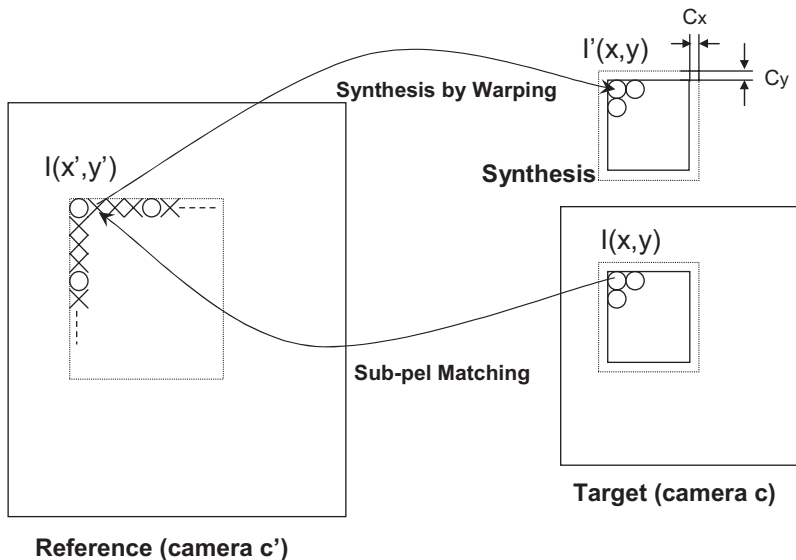 Cx
I'(x,y)
Cy
Synthesis by Warping
I(x',y')
Synthesis
I(x,y)
Sub-pel Matching
Target (camera c)
Reference (camera c')